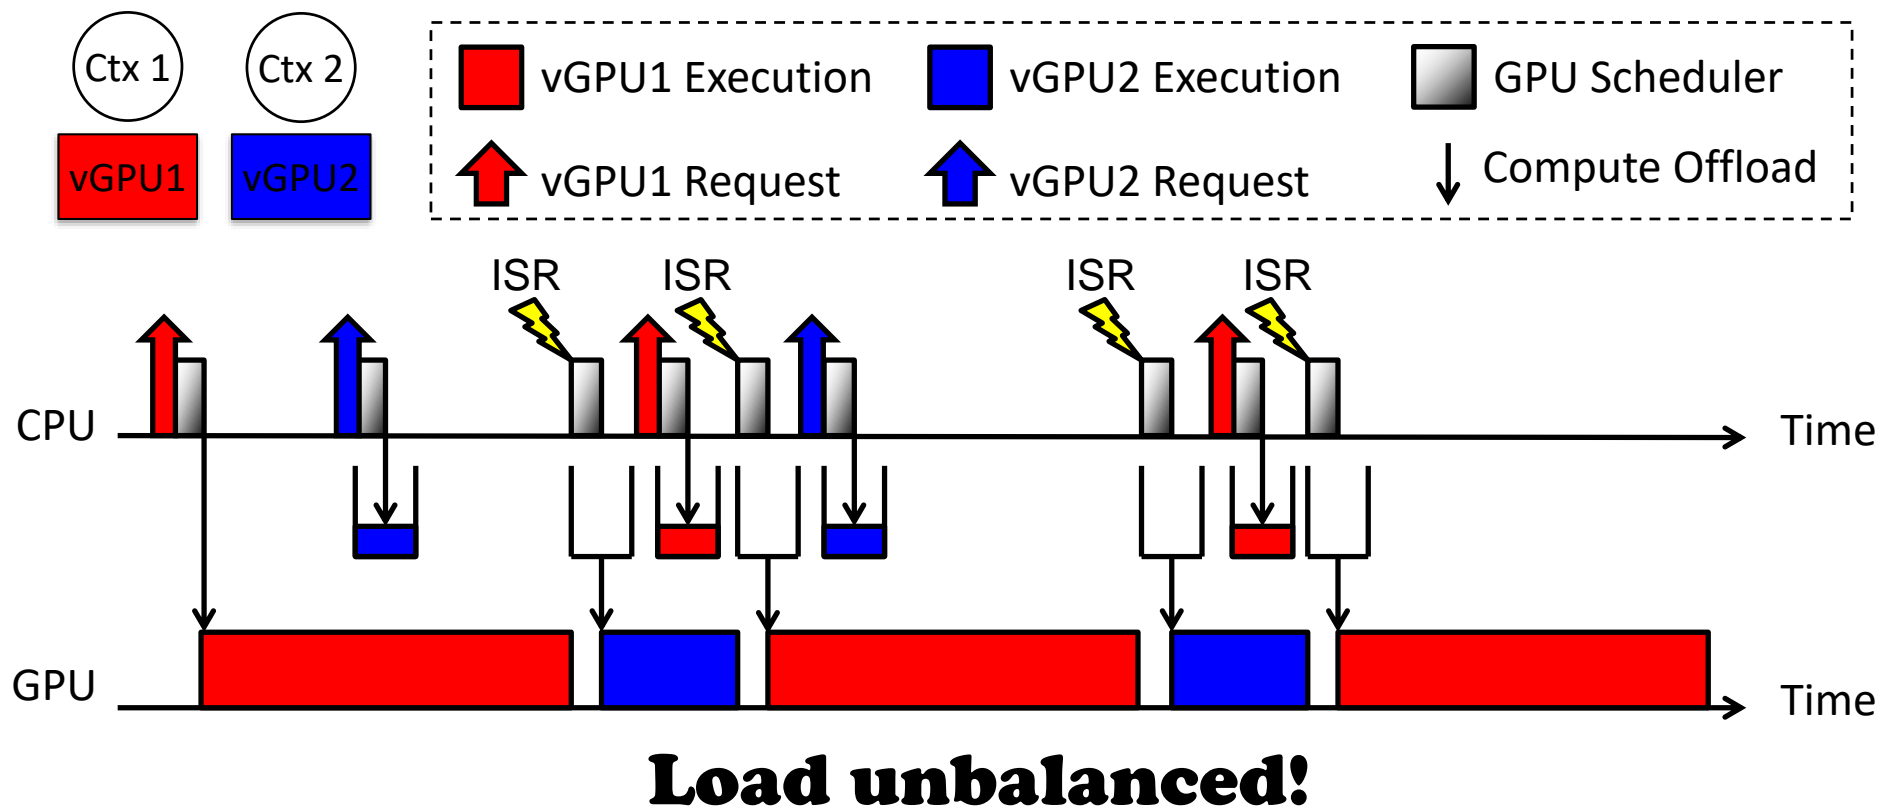 Ctx 1
Ctx 2
vGPU1
vGPU2
vGPU1 Execution
vGPU2 Execution
GPU Scheduler
vGPU1 Request
vGPU2 Request
Compute Offload
ISR
ISR
ISR
ISR
CPU
Time
GPU
Time
Load unbalanced!